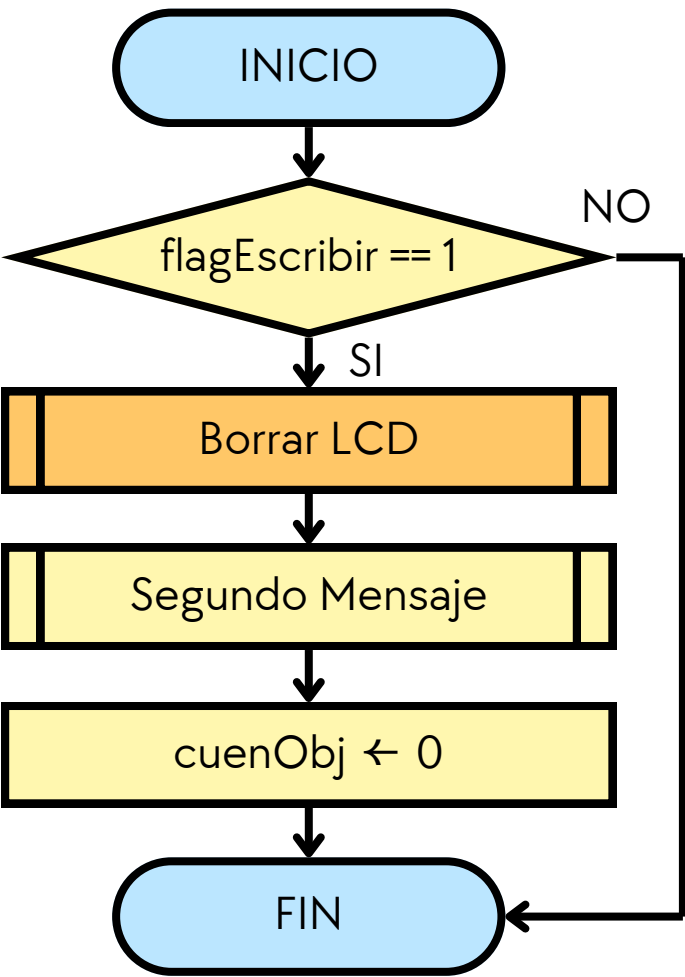 INICIO
NO
flagEscribir == 1
SI
Borrar LCD
Segundo Mensaje
cuenObj ← 0
FIN